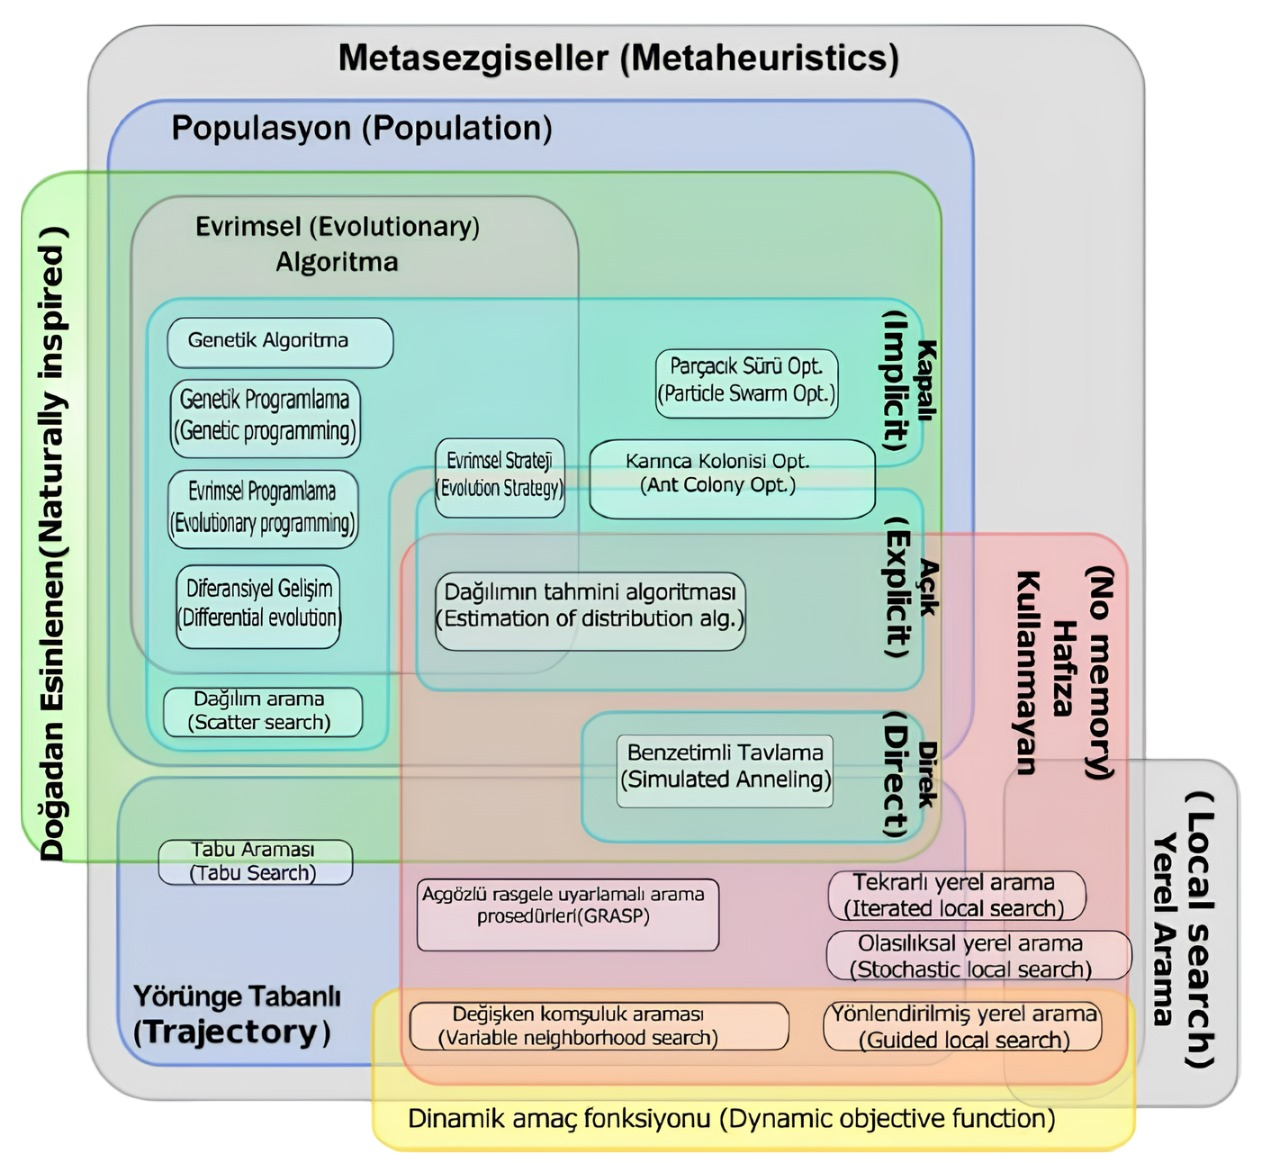 Metasezgiseller (Metaheuristics)
Populasyon (Population)
Doğadan Esinlenen(Naturally inspired )
Evrimsel (Evolutionary)
Algoritma
Genetik Algoritma
Genetik Programlama
(Genetic programming)
Evrimsel Programlama
(Evolutionary programming)
Diferansiyel Gelişim
(Differential evolution)
Dağılım arama
(Scatter search)
Evrimsel Strateji
(Evolution Strategy)
Parçacık Sürü Opt.
(Particle Swarm Opt.)
Karınca Kolonisi Opt.
(Ant Colony Opt.)
Kapalı
(Implicit)
Dağılımın tahmini algoritması
(Estimation of distribution alg.)
Açık
(Explicit)
Benzetimli Tavlama
(Simulated Anneling)
Direk
(Direct)
(No memory)
Hafıza
Kullanmayan
(Local search)
Yerel Arama
Tabu Araması
(Tabu Search)
Açgözlü rasgele uyarlamalı arama
prosedürleri(GRASP)
Tekrarlı yerel arama
(Iterated local search)
Olasılıksal yerel arama
(Stochastic local search)
Yörünge Tabanlı
(Trajectory )
Değişken komşuluk araması
(Variable neighborhood search)
Yönlendirilmiş yerel arama
(Guided local search)
Dinamik amaç fonksiyonu (Dynamic objective function)